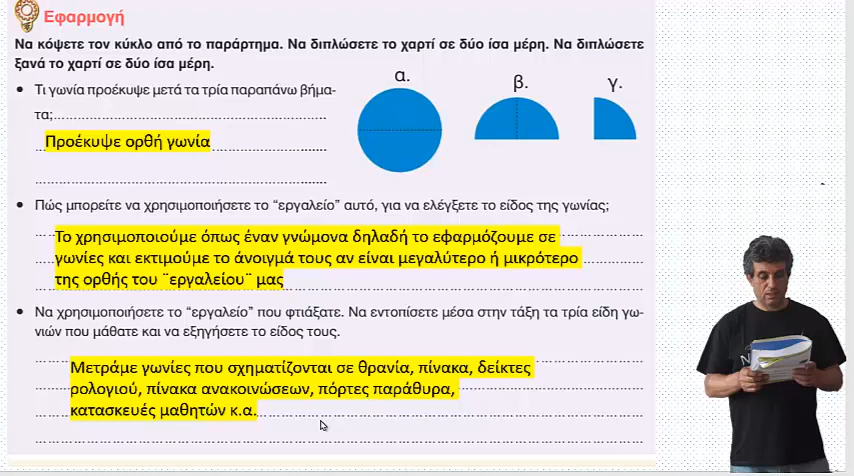 Εφαρμογή
Να κόψετε τον κύκλο από το παράρτημα. Να διπλώσετε το χαρτί σε δύο ίσα μέρη. Να διπλώσετε
ξανά το χαρτί σε δύο ίσα μέρη.
α.
β.
γ.
• Τι γωνία προέκυψε μετά τα τρία παραπάνω βήμα-
τα;
Προέκυψε ορθή γωνία
• Πώς μπορείτε να χρησιμοποιήσετε το “εργαλείο” αυτό, για να ελέγξετε το είδος της γωνίας;
Το χρησιμοποιούμε όπως έναν γνώμονα δηλαδή το εφαρμόζουμε σε
γωνίες και εκτιμούμε το άνοιγμά τους αν είναι μεγαλύτερο ή μικρότερο
της ορθής του ¨εργαλείου¨ μας
• Να χρησιμοποιήσετε το “εργαλείο” που φτιάξατε. Να εντοπίσετε μέσα στην τάξη τα τρία είδη γω-
νιών που μάθατε και να εξηγήσετε το είδος τους.
Μετράμε γωνίες που σχηματίζονται σε θρανία, πίνακα, δείκτες
ρολογιού, πίνακα ανακοινώσεων, πόρτες παράθυρα,
κατασκευές μαθητών κ.α.